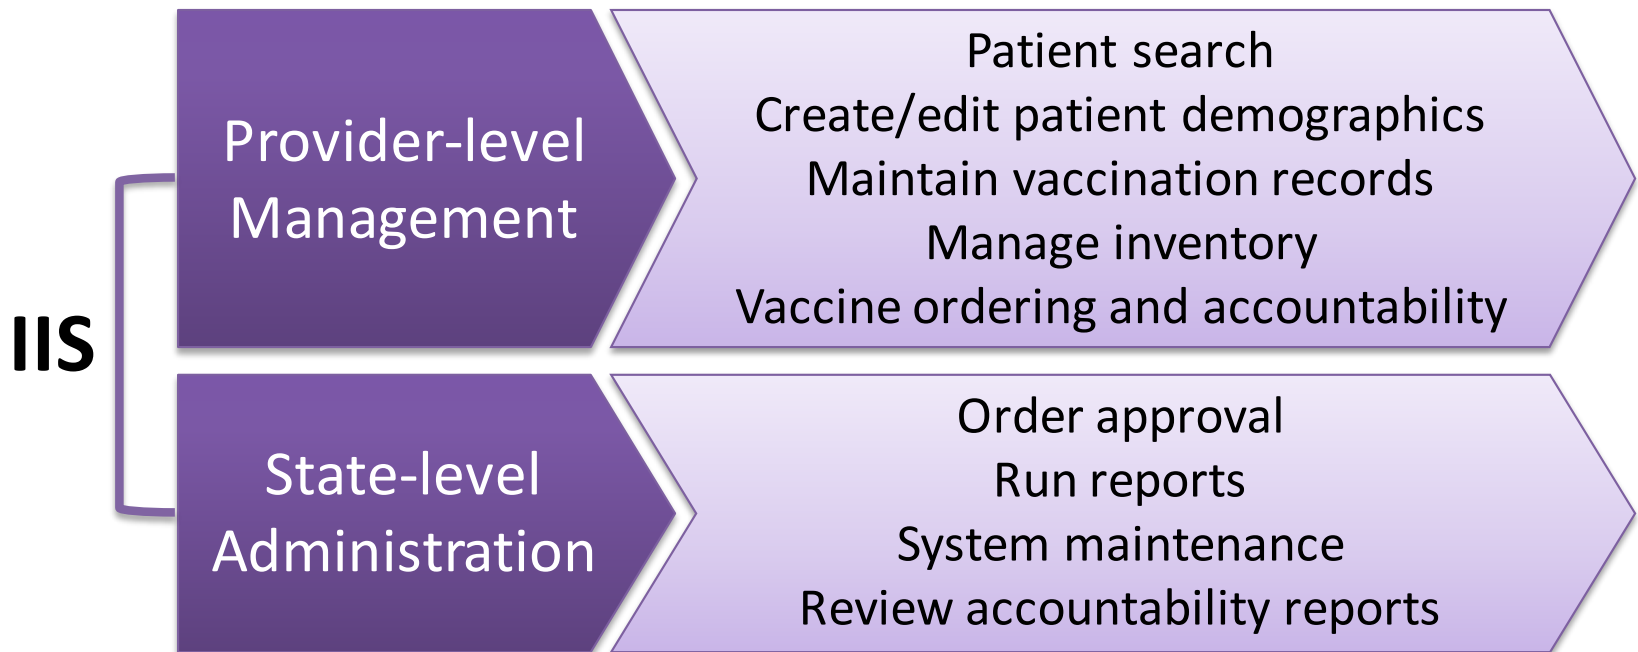 IIS
Provider-level
Management
Patient search
Create/edit patient demographics
Maintain vaccination records
Manage inventory
Vaccine ordering and accountability
State-level
Administration
Order approval
Run reports
System maintenance
Review accountability reports